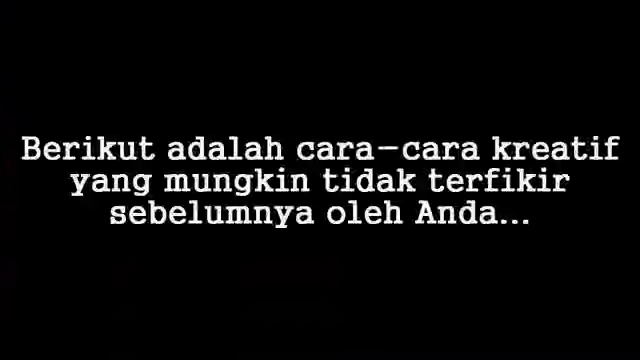 Berikut adalah cara-cara kreatif
yang mungkin tidak terfikir
sebelumnya oleh Anda...